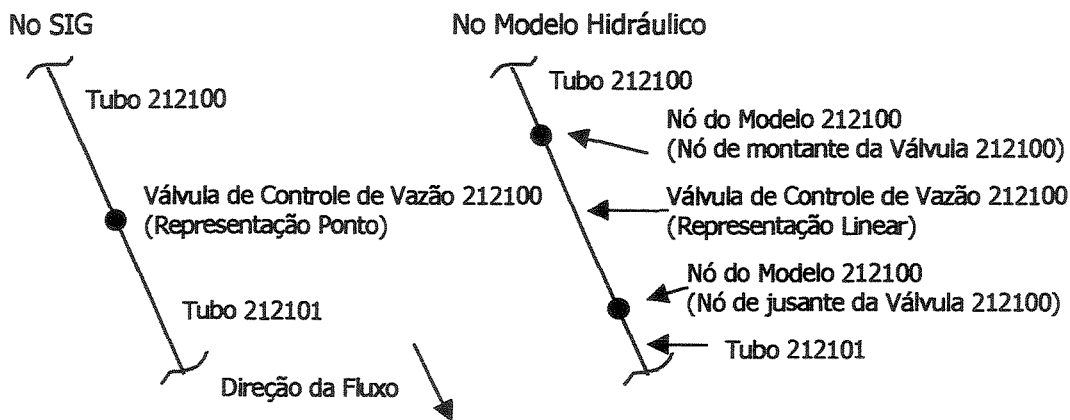 No SIG
Tubo 212100
Válvula de Controle de Vazão 212100
(Representação Ponto)
Tubo 212101
Direção da Fluxo
No Modelo Hidráulico
Tubo 212100
Nó do Modelo 212100
(Nó de montante da Válvula 212100)
Válvula de Controle de Vazão 212100
(Representação Linear)
Nó do Modelo 212100
(Nó de jusante da Válvula 212100)
Tubo 212101